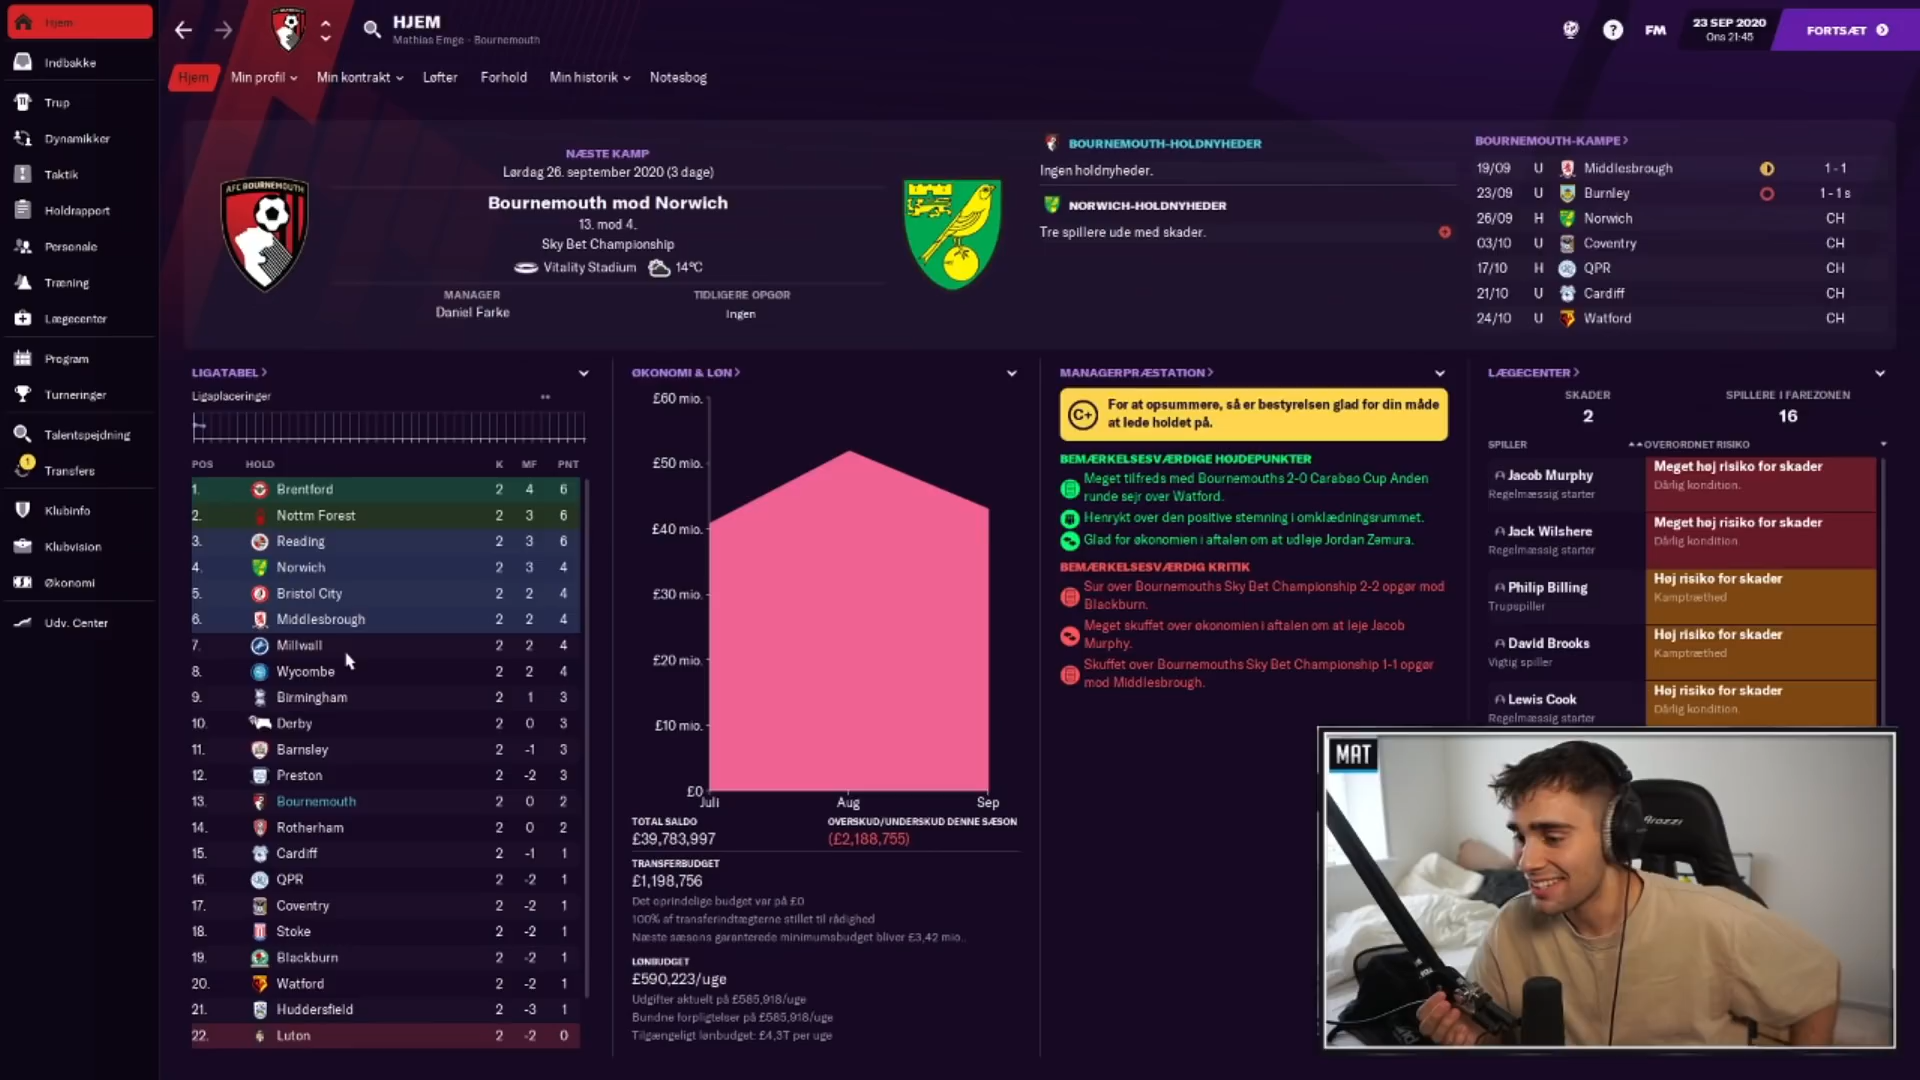 Hjem
Indbakke
Trup
Dynamikker
Taktik
Holdrapport
Personale
Træning
Lægecenter
Program
Turneringer
Talentspejdning
1
Transfers
Klubinfo
Klubvision
Økonomi
Udv. Center
HJEM
Mathias Emge - Bournemouth
FM
23 SEP 2020
Ons 21:45
FORTSÆT
Hjem
Min profil
Min kontrakt
Løfter
Forhold
Min historik
Notesbog
AFC BOURNEMOUTH
NÆSTE KAMP
Lørdag 26. september 2020 (3 dage)
Bournemouth mod Norwich
13. mod 4.
Sky Bet Championship
Vitality Stadium 14°C
MANAGER
Daniel Farke
TIDLIGERE OPGØR
Ingen
BOURNEMOUTH-HOLDNYHEDER
Ingen holdnyheder.
NORWICH-HOLDNYHEDER
Tre spillere ude med skader.
BOURNEMOUTH-KAMPE
19/09 U Middlesbrough 1 - 1
23/09 U Burnley 1 - 1 s
26/09 H Norwich CH
03/10 U Coventry CH
17/10 H QPR CH
21/10 U Cardiff CH
24/10 U Watford CH
LIGATABEL
Ligaplaceringer
POS HOLD K MF PNT
1. Brentford 2 4 6
2. Nottm Forest 2 3 6
3. Reading 2 3 6
4. Norwich 2 3 4
5. Bristol City 2 2 4
6. Middlesbrough 2 2 4
7. Millwall 2 2 4
8. Wycombe 2 2 4
9. Birmingham 2 1 3
10. Derby 2 0 3
11. Barnsley 2 -1 3
12. Preston 2 -2 3
13. Bournemouth 2 0 2
14. Rotherham 2 0 2
15. Cardiff 2 -1 1
16. QPR 2 -2 1
17. Coventry 2 -2 1
18. Stoke 2 -2 1
19. Blackburn 2 -2 1
20. Watford 2 -2 1
21. Huddersfield 2 -3 1
22. Luton 2 -2 0
ØKONOMI & LØN
£60 mio.
£50 mio.
£40 mio.
£30 mio.
£20 mio.
£10 mio.
£0
Juli Aug Sep
TOTAL SALDO
£39,783,997
OVERSKUD/UNDERSKUD DENNE SÆSON
(£2,188,755)
TRANSFERBUDGET
£1,198,756
Det oprindelige budget var på £0
100% af transferindtægterne stillet til rådighed
Næste sæsons garanterede minimumsbudget bliver £3,42 mio..
LØNBUDGET
£590,223/uge
Udgifter aktuelt på £585,918/uge
Bundne forpligtelser på £585,918/uge
Tilgængeligt lønbudget: £4,3T per uge
MANAGERPRÆSTATION
C+
For at opsummere, så er bestyrelsen glad for din måde
at lede holdet på.
BEMÆRKELSESVÆRDIGE HØJDEPUNKTER
Meget tilfreds med Bournemouths 2-0 Carabao Cup Anden
runde sejr over Watford.
Henrykt over den positive stemning i omklædningsrummet.
Glad for økonomien i aftalen om at udleje Jordan Zemura.
BEMÆRKELSESVÆRDIG KRITIK
Sur over Bournemouths Sky Bet Championship 2-2 opgør mod
Blackburn.
Meget skuffet over økonomien i aftalen om at leje Jacob
Murphy.
Skuffet over Bournemouths Sky Bet Championship 1-1 opgør
mod Middlesbrough.
LÆGECENTER
SKADER
2
SPILLERE I FAREZONEN
16
SPILLER OVERORDNET RISIKO
Jacob Murphy
Regelmæssig starter
Meget høj risiko for skader
Dårlig kondition.
Jack Wilshere
Regelmæssig starter
Meget høj risiko for skader
Dårlig kondition.
Philip Billing
Trupspiller
Høj risiko for skader
Kamptræthed
David Brooks
Vigtig spiller
Høj risiko for skader
Kamptræthed
Lewis Cook
Regelmæssig starter
Høj risiko for skader
Dårlig kondition.
MAT
Arozzi